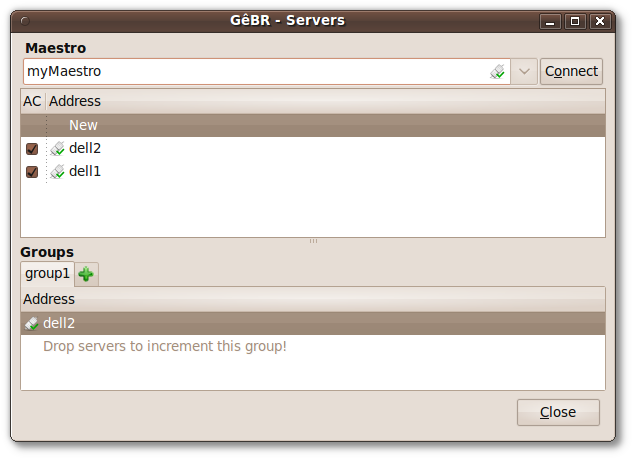 GêBR - Servers
Maestro
myMaestro
Connect
AC Address
New
dell2
dell1
Groups
group1
Address
dell2
Drop servers to increment this group!
Close